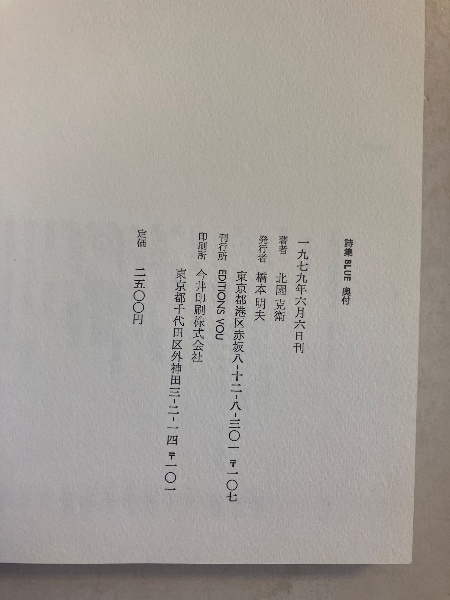 詩集 BLUE 奥付
一九七九年六月六日刊
著者 北園克衛
発行者 橋本明夫
東京都港区赤坂八-十二-八-三〇一 〒一〇七
刊行所 EDITIONS VOU
印刷所 今井印刷株式会社
東京都千代田区外神田三-二-一四 〒一〇一
定価 二五〇〇円